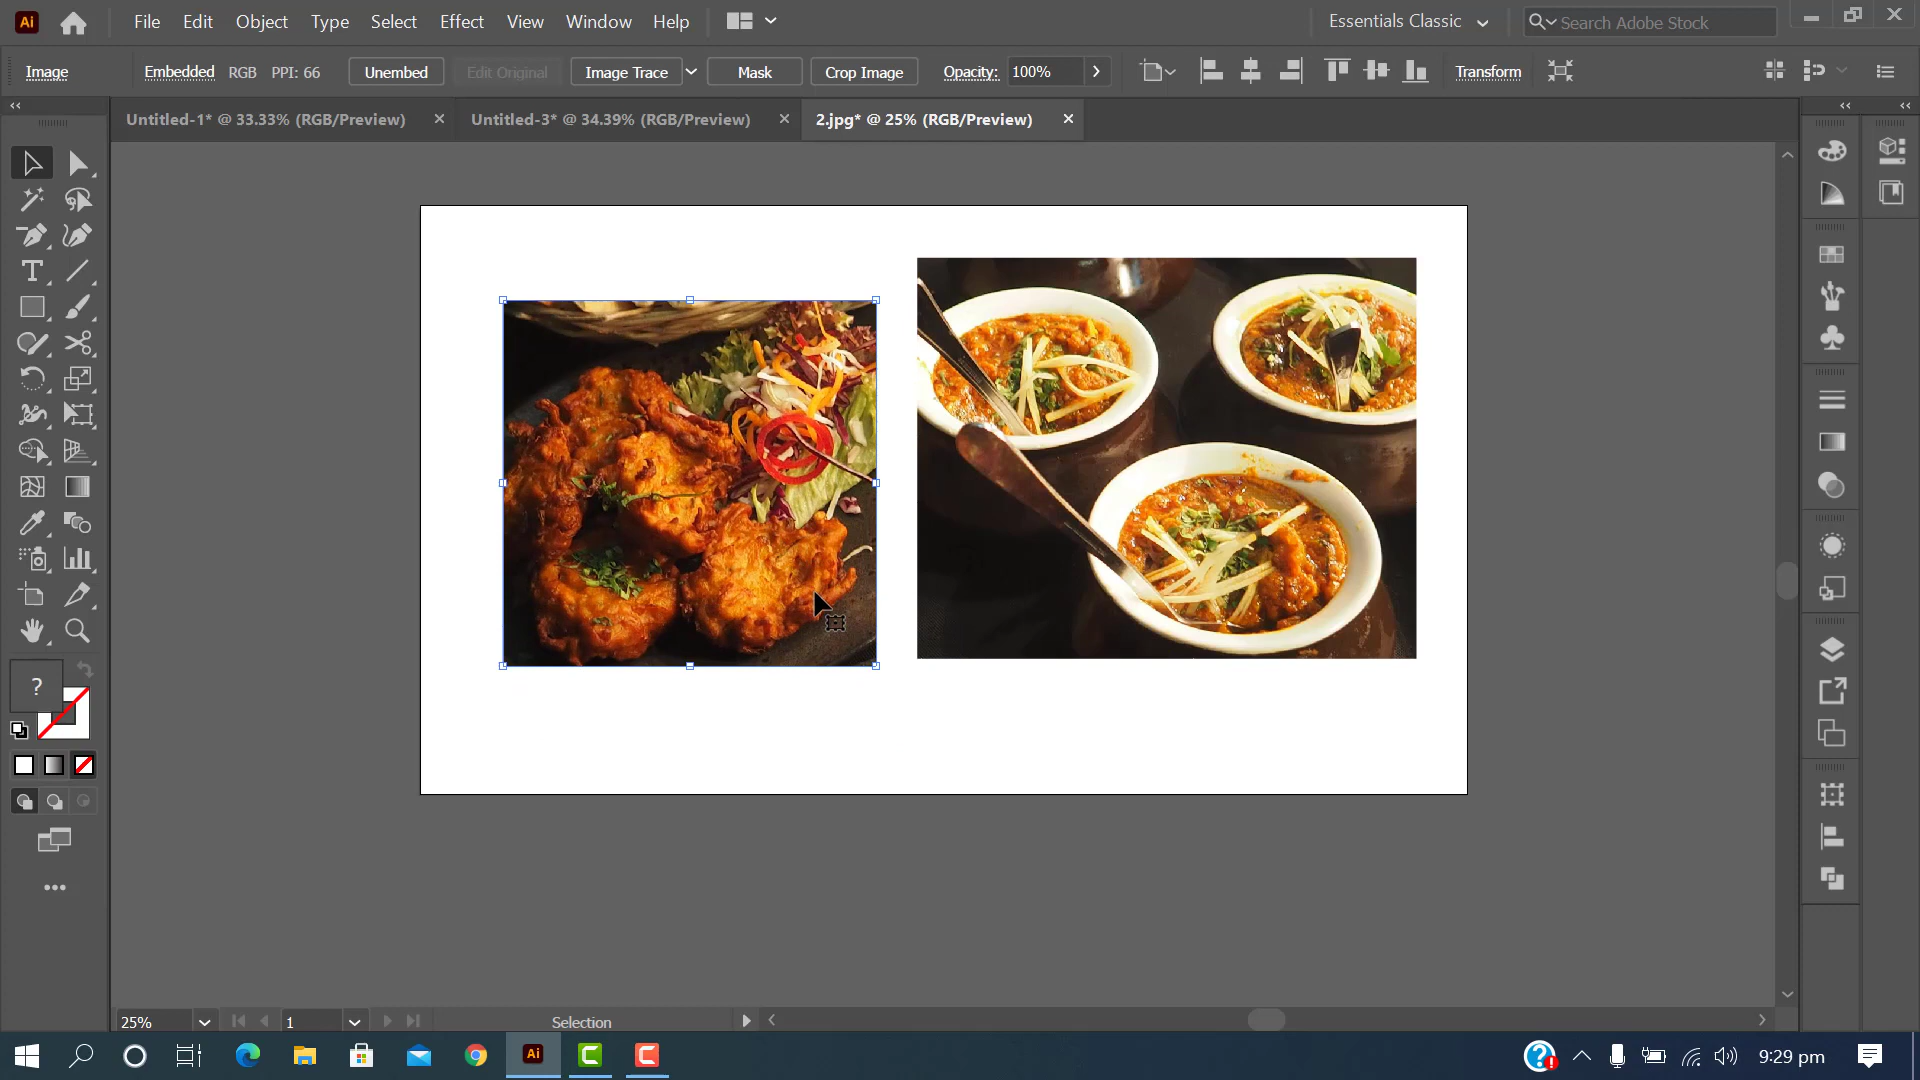 Ai File Edit Object Type Select Effect View Window Help Essentials Classic Search Adobe Stock
Image Embedded RGB PPI: 66 Unembed Edit Original Image Trace Mask Crop Image Opacity: 100% Transform
Untitled-1* @ 33.33% (RGB/Preview) Untitled-3* @ 34.39% (RGB/Preview) 2.jpg* @ 25% (RGB/Preview)
?
25% 1 Selection
Ai 9:29 pm